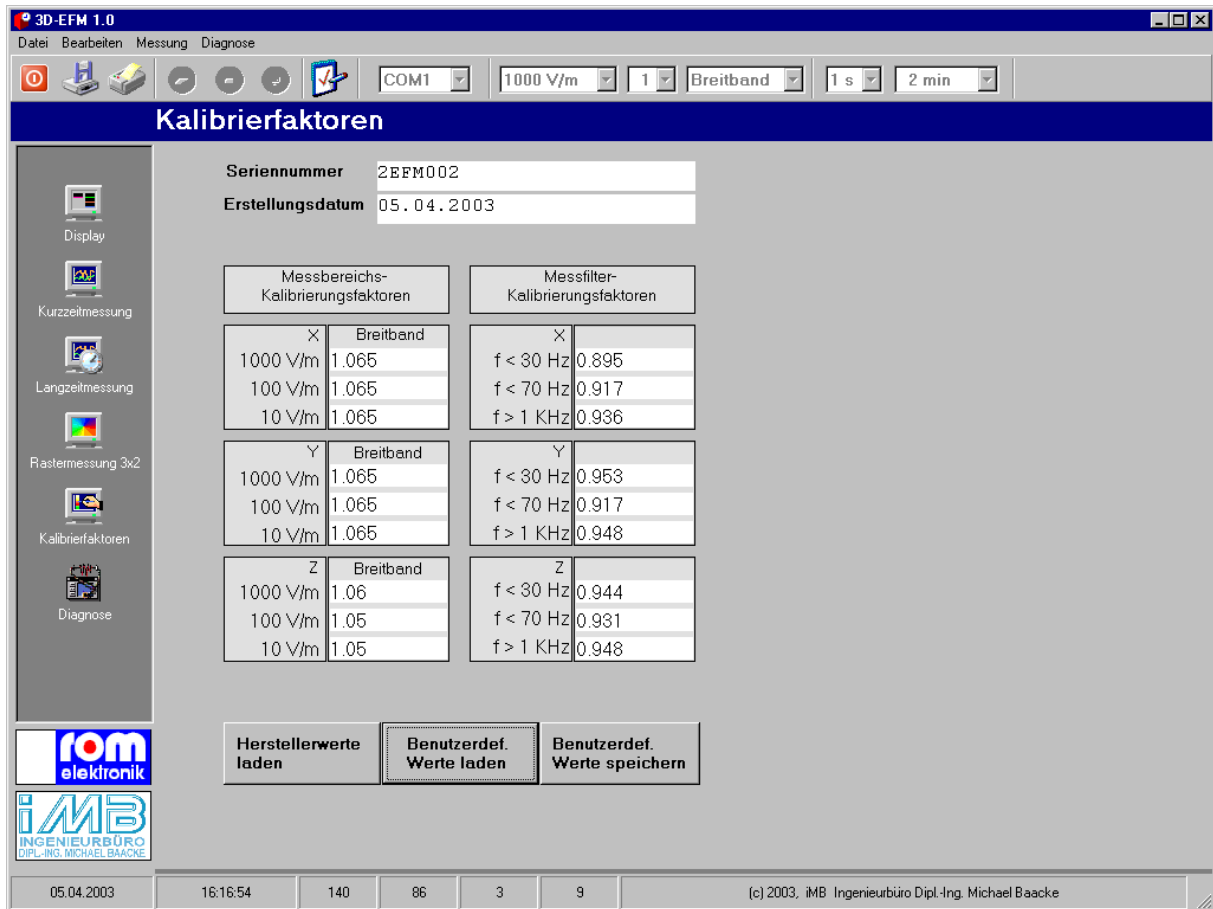 3D-EFM 1.0
Datei Bearbeiten Messung Diagnose
COM1 1000 V/m 1 Breitband 1 s 2 min
Kalibrierfaktoren
Display
Kurzzeitmessung
Langzeitmessung
Rastermessung 3x2
Kalibrierfaktoren
Diagnose
rom
elektronik
iMB
INGENIEURBÜRO
DIPL.-ING. MICHAEL BAACKE
Seriennummer 2EFM002
Erstellungsdatum 05.04.2003
Messbereichs-
Kalibrierungsfaktoren
X Breitband
1000 V/m 1.065
100 V/m 1.065
10 V/m 1.065
Y Breitband
1000 V/m 1.065
100 V/m 1.065
10 V/m 1.065
Z Breitband
1000 V/m 1.06
100 V/m 1.05
10 V/m 1.05
Messfilter-
Kalibrierungsfaktoren
X
f < 30 Hz 0.895
f < 70 Hz 0.917
f > 1 KHz 0.936
Y
f < 30 Hz 0.953
f < 70 Hz 0.917
f > 1 KHz 0.948
Z
f < 30 Hz 0.944
f < 70 Hz 0.931
f > 1 KHz 0.948
Herstellerwerte
laden
Benutzerdef.
Werte laden
Benutzerdef.
Werte speichern
05.04.2003 16:16:54 140 86 3 9 (c) 2003, iMB Ingenieurbüro Dipl.-Ing. Michael Baacke